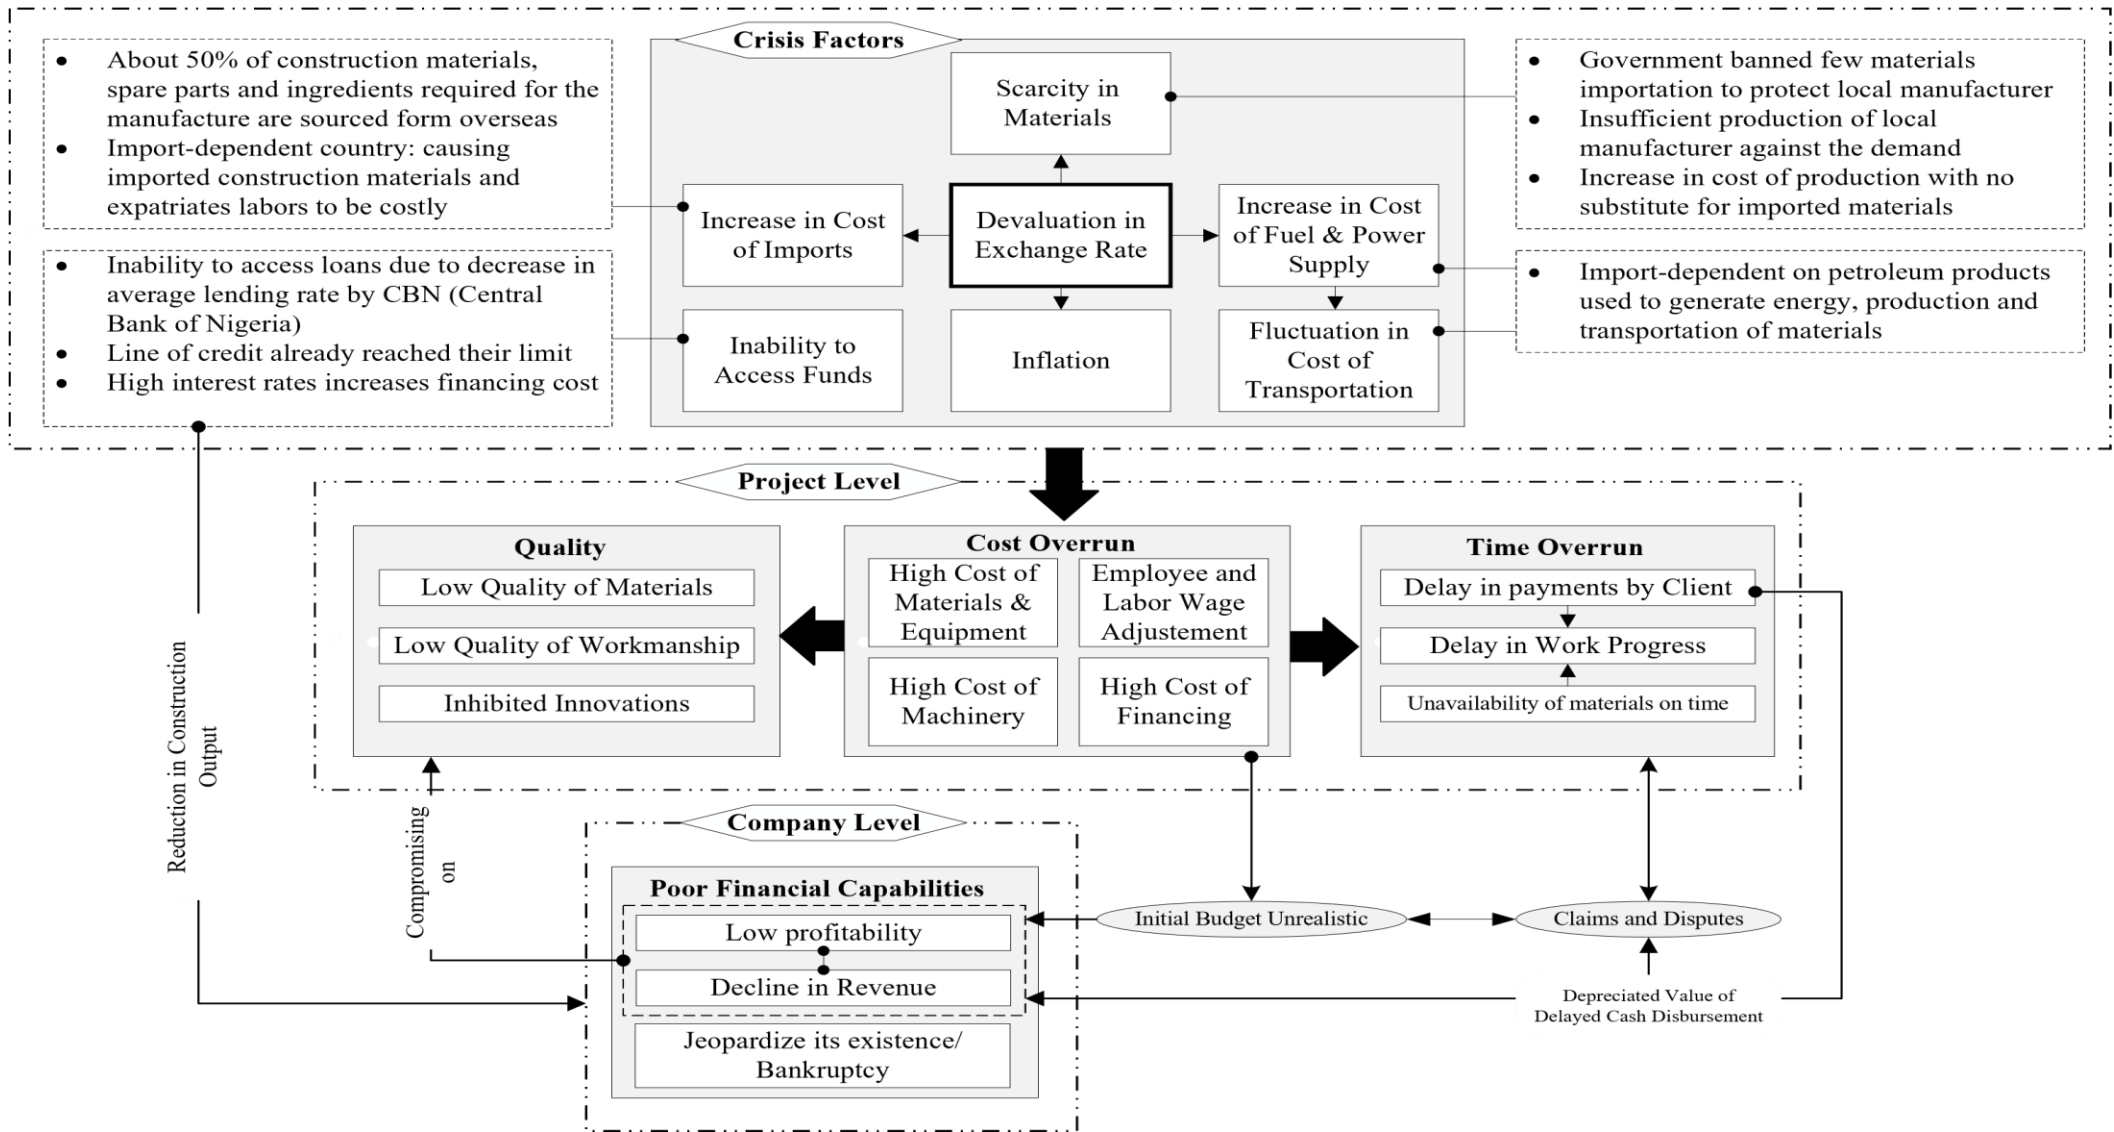 Crisis Factors
● About 50% of construction materials,
spare parts and ingredients required for the
manufacture are sourced form overseas
● Import-dependent country: causing
imported construction materials and
expatriates labors to be costly
● Inability to access loans due to decrease in
average lending rate by CBN (Central
Bank of Nigeria)
● Line of credit already reached their limit
● High interest rates increases financing cost
Scarcity in
Materials
Increase in Cost
of Imports
Devaluation in
Exchange Rate
Increase in Cost
of Fuel & Power
Supply
Inability to
Access Funds
Inflation
Fluctuation in
Cost of
Transportation
● Government banned few materials
importation to protect local manufacturer
● Insufficient production of local
manufacturer against the demand
● Increase in cost of production with no
substitute for imported materials
● Import-dependent on petroleum products
used to generate energy, production and
transportation of materials
Project Level
Quality
Low Quality of Materials
Low Quality of Workmanship
Inhibited Innovations
Cost Overrun
High Cost of
Materials &
Equipment
Employee and
Labor Wage
Adjustement
High Cost of
Machinery
High Cost of
Financing
Time Overrun
Delay in payments by Client
Delay in Work Progress
Unavailability of materials on time
Reduction in Construction
Output
Compromising
on
Company Level
Poor Financial Capabilities
Low profitability
Decline in Revenue
Jeopardize its existence/
Bankruptcy
Initial Budget Unrealistic
Claims and Disputes
Depreciated Value of
Delayed Cash Disbursement